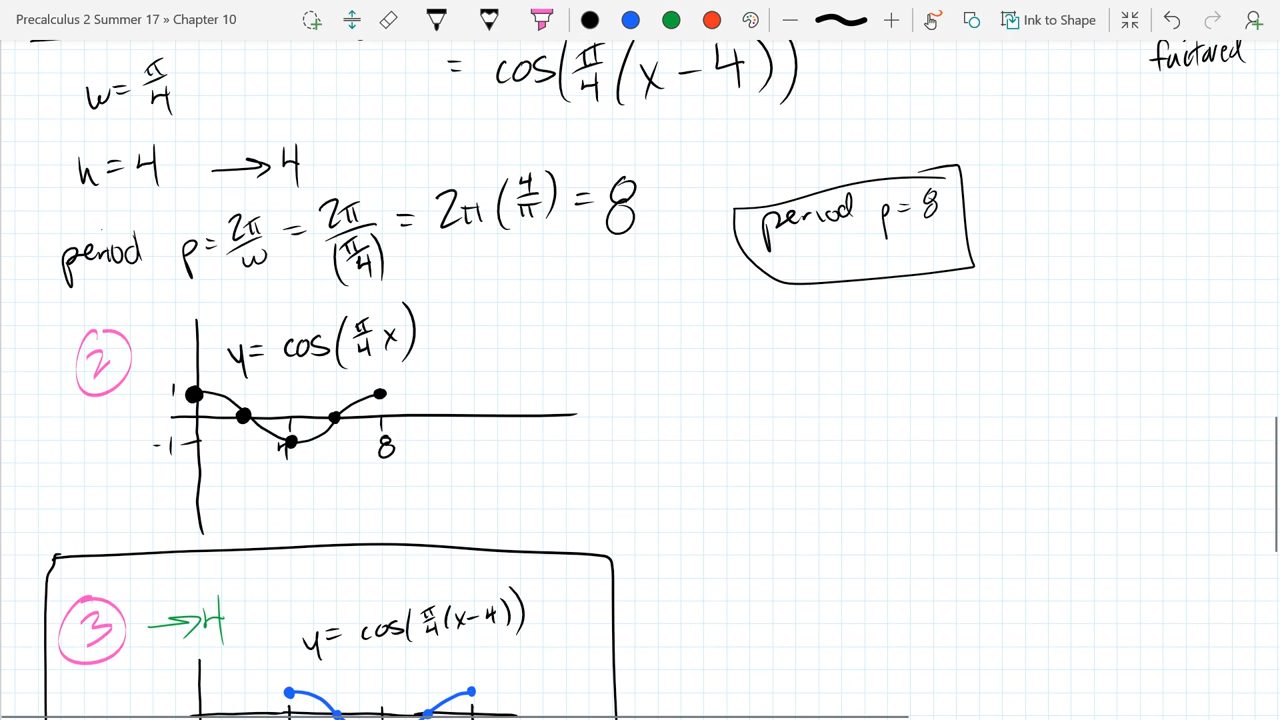 Precalculus 2 Summer 17 » Chapter 10
Ink to Shape
factored
= cos(π/4(x - 4))
w = π/4
h = 4 → 4
period p = 2π/w = 2π/(π/4) = 2π(4/π) = 8
period p = 8
2
y = cos(π/4 x)
1
-1
4
8
3
→ 4
y = cos(π/4(x-4))